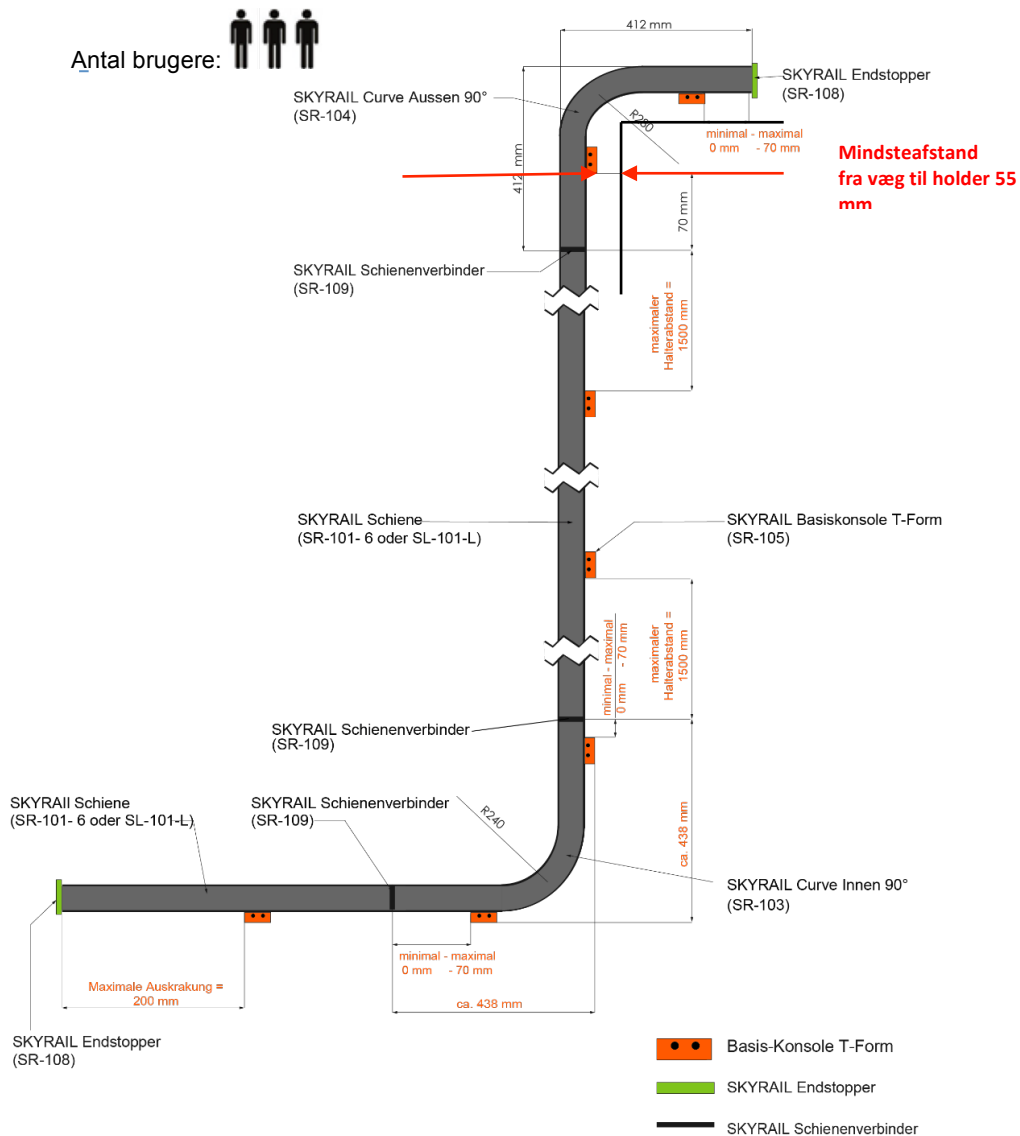 Antal brugere:
412 mm
SKYRAIL Endstopper
(SR-108)
SKYRAIL Curve Aussen 90°
(SR-104)
R280
minimal - maximal
0 mm - 70 mm
Mindsteafstand
fra væg til holder 55
mm
412 mm
70 mm
SKYRAIL Schienenverbinder
(SR-109)
maximaler
Halterabstand =
1500 mm
SKYRAIL Schiene
(SR-101- 6 oder SL-101-L)
SKYRAIL Basiskonsole T-Form
(SR-105)
minimal - maximal
0 mm - 70 mm
maximaler
Halterabstand =
1500 mm
SKYRAIL Schienenverbinder
(SR-109)
SKYRAIl Schiene
(SR-101- 6 oder SL-101-L)
SKYRAIL Schienenverbinder
(SR-109)
R240
ca. 438 mm
SKYRAIL Curve Innen 90°
(SR-103)
minimal - maximal
0 mm - 70 mm
Maximale Auskrakung =
200 mm
ca. 438 mm
SKYRAIL Endstopper
(SR-108)
Basis-Konsole T-Form
SKYRAIL Endstopper
SKYRAIL Schienenverbinder